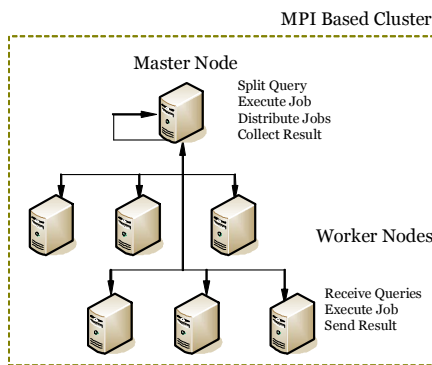 MPI Based Cluster
Master Node
Split Query
Execute Job
Distribute Jobs
Collect Result
Worker Nodes
Receive Queries
Execute Job
Send Result